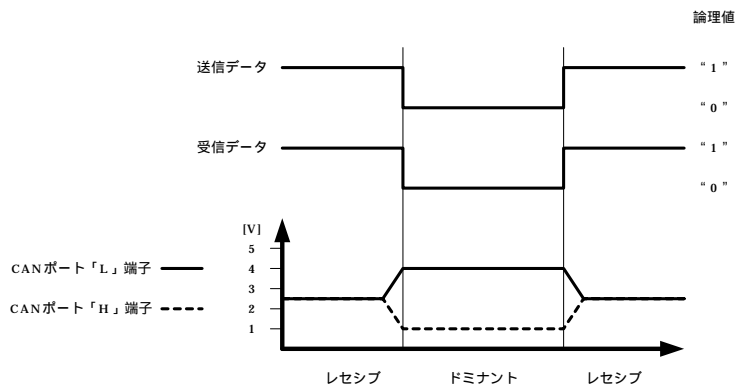 論理値
送信データ
“1”
“0”
受信データ
“1”
“0”
[V]
5
4
3
2
1
CANポート「L」端子
CANポート「H」端子
レセシブ
ドミナント
レセシブ